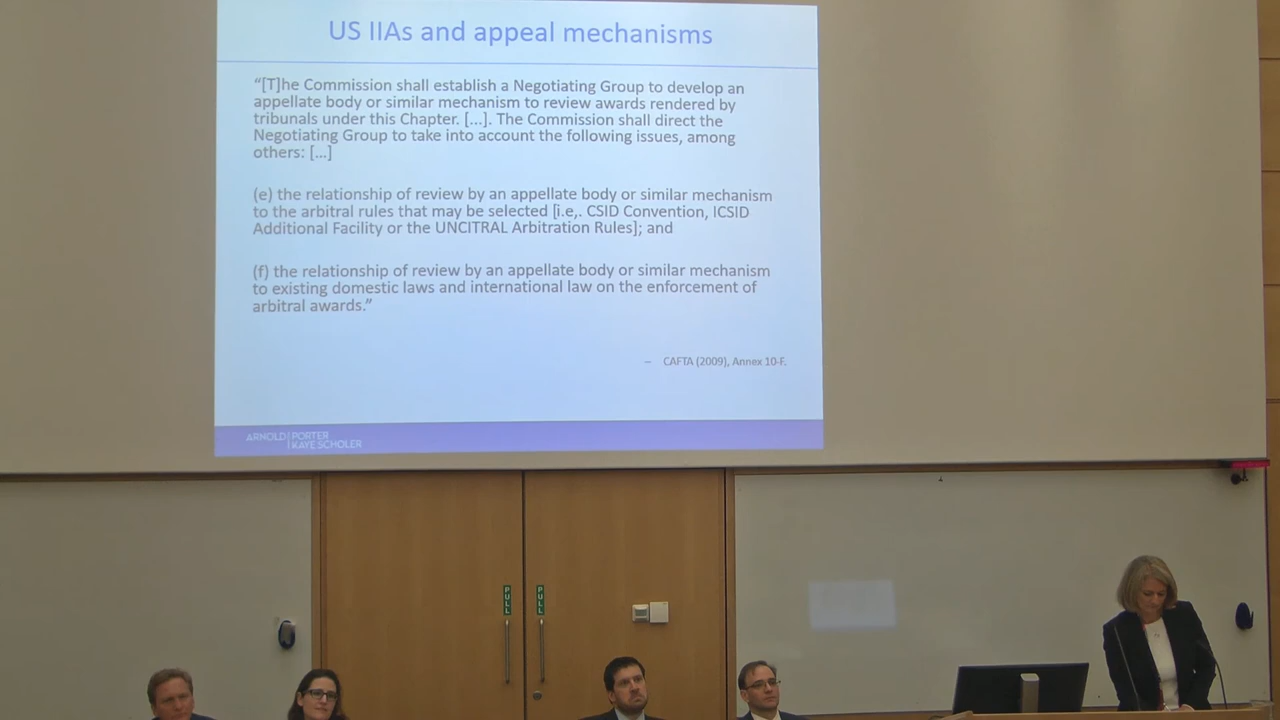 US IIAs and appeal mechanisms
“[T]he Commission shall establish a Negotiating Group to develop an
appellate body or similar mechanism to review awards rendered by
tribunals under this Chapter. [...]. The Commission shall direct the
Negotiating Group to take into account the following issues, among
others: [...]
(e) the relationship of review by an appellate body or similar mechanism
to the arbitral rules that may be selected [i.e,. CSID Convention, ICSID
Additional Facility or the UNCITRAL Arbitration Rules]; and
(f) the relationship of review by an appellate body or similar mechanism
to existing domestic laws and international law on the enforcement of
arbitral awards.”
– CAFTA (2009), Annex 10-F.
ARNOLD PORTER
KAYE SCHOLER
PULL
PULL